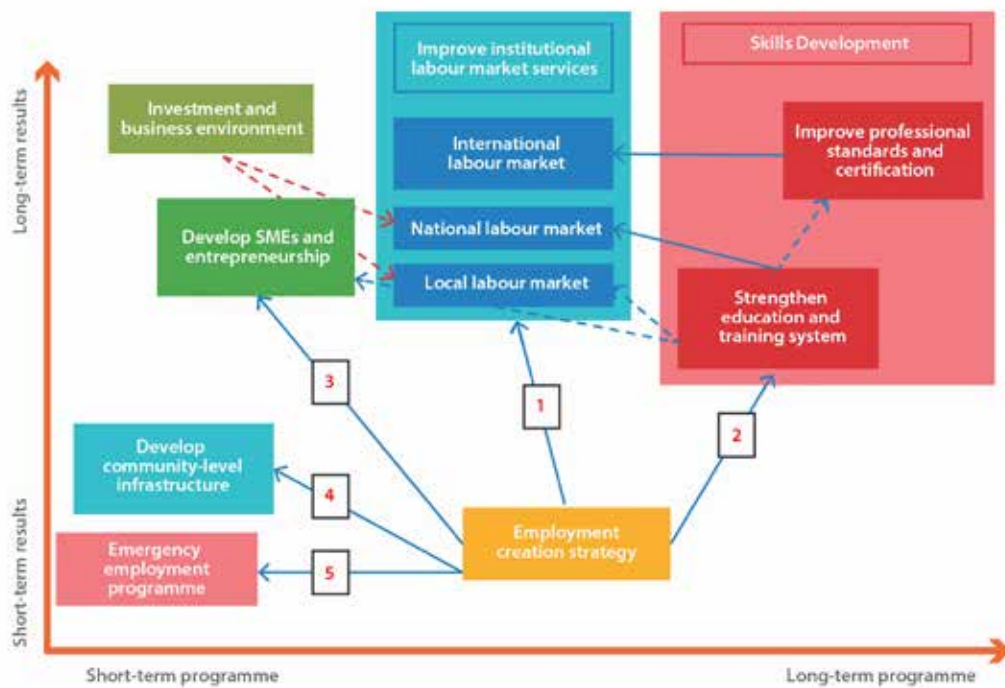 Improve institutional
labour market services
Skills Development
Long-term results
Investment and
business environment
International
labour market
Improve professional
standards and
certification
Develop SMEs and
entrepreneurship
National labour market
Local labour market
Strengthen
education and
training system
3
1
2
Develop
community-level
infrastructure
4
Employment
creation strategy
Emergency
employment
programme
5
Short-term results
Short-term programme
Long-term programme